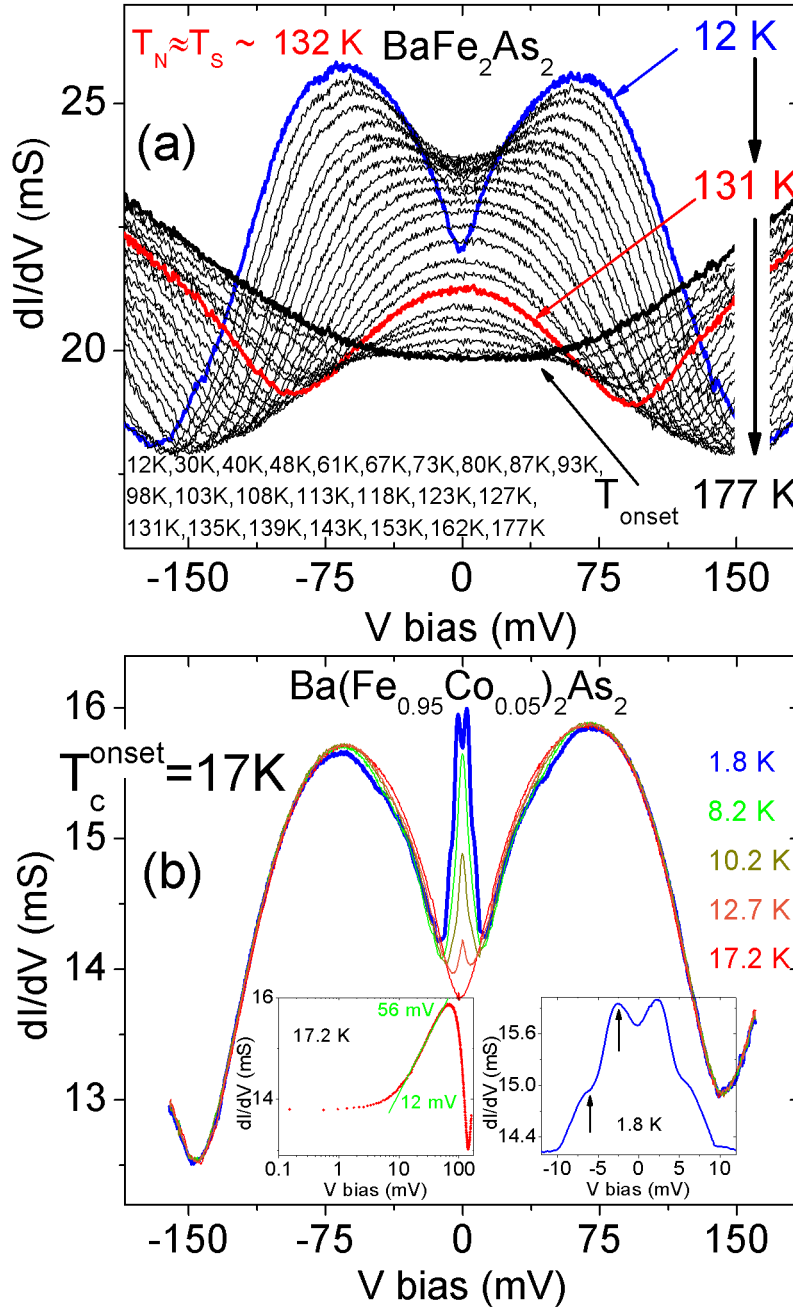 T_N≈T_S ~ 132 K
BaFe₂As₂
12 K
25
(a)
131 K
dI/dV (mS)
20
12K,30K,40K,48K,61K,67K,73K,80K,87K,93K,
98K,103K,108K,113K,118K,123K,127K,
131K,135K,139K,143K,153K,162K,177K
T_onset 177 K
-150 -75 0 75 150
V bias (mV)
Ba(Fe₀.₉₅Co₀.₀₅)₂As₂
16
T_c^onset=17K
1.8 K
8.2 K
15
10.2 K
(b)
12.7 K
dI/dV (mS)
17.2 K
14
16
56 mV
17.2 K
dI/dV (mS)
14
12 mV
0.1 1 10 100
V bias (mV)
15.6
dI/dV (mS)
15.0
1.8 K
14.4
-10 -5 0 5 10
V bias (mV)
13
-150 -75 0 75 150
V bias (mV)